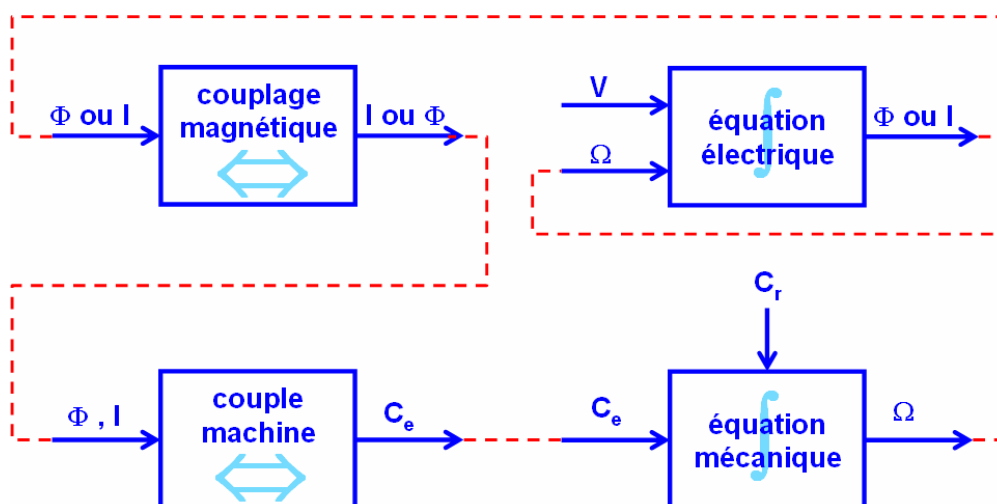 Φ ou I
couplage
magnétique
I ou Φ
V
Ω
équation
électrique
Φ ou I
Φ , I
couple
machine
Ce
Ce
Cr
équation
mécanique
Ω